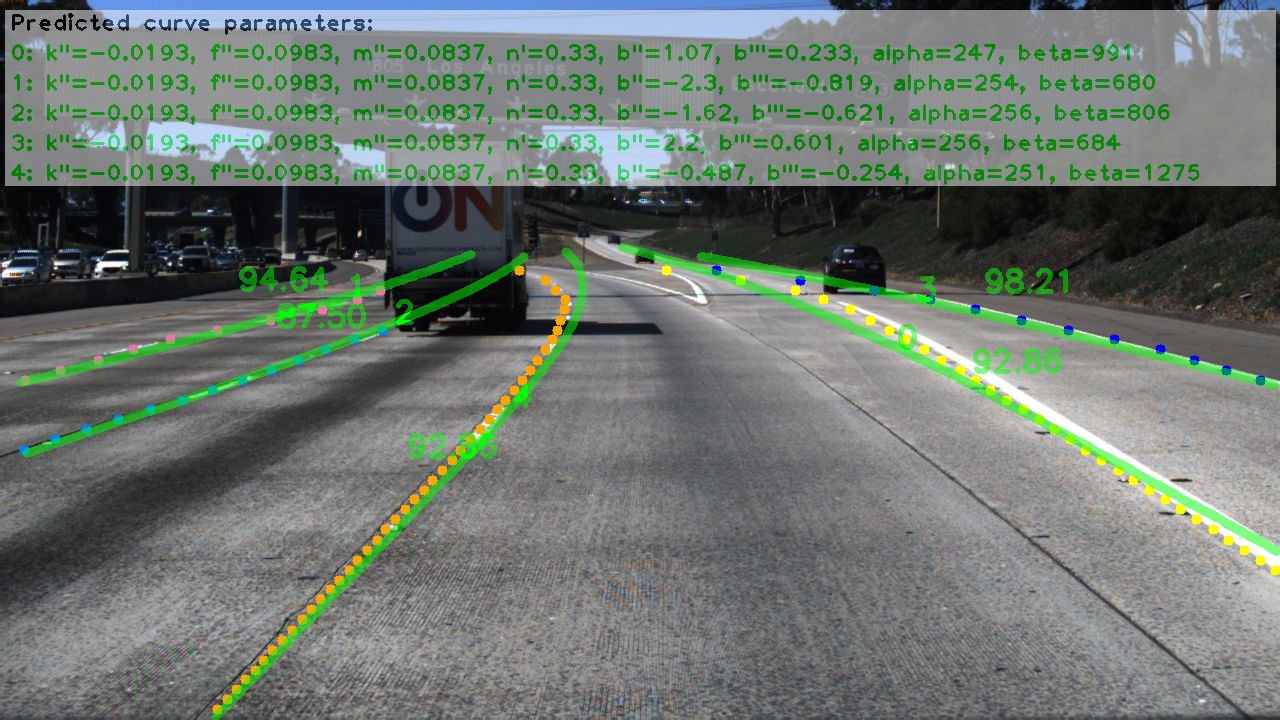 Predicted curve parameters:
0: k''=-0.0193, f''=0.0983, m''=0.0837, n'=0.33, b''=1.07, b'''=0.233, alpha=247, beta=991
805 Los Angeles
1: k''=-0.0193, f''=0.0983, m''=0.0837, n'=0.33, b''=-2.3, b'''=-0.819, alpha=254, beta=680
2: k''=-0.0193, f''=0.0983, m''=0.0837, n'=0.33, b''=-1.62, b'''=-0.621, alpha=256, beta=806
3: k''=-0.0193, f''=0.0983, m''=0.0837, n'=0.33, b''=2.2, b'''=0.601, alpha=256, beta=684
4: k''=-0.0193, f''=0.0983, m''=0.0837, n'=0.33, b''=-0.487, b'''=-0.254, alpha=251, beta=1275
ON
94.64 1 3 98.21
87.50 2
0 92.86
92.86